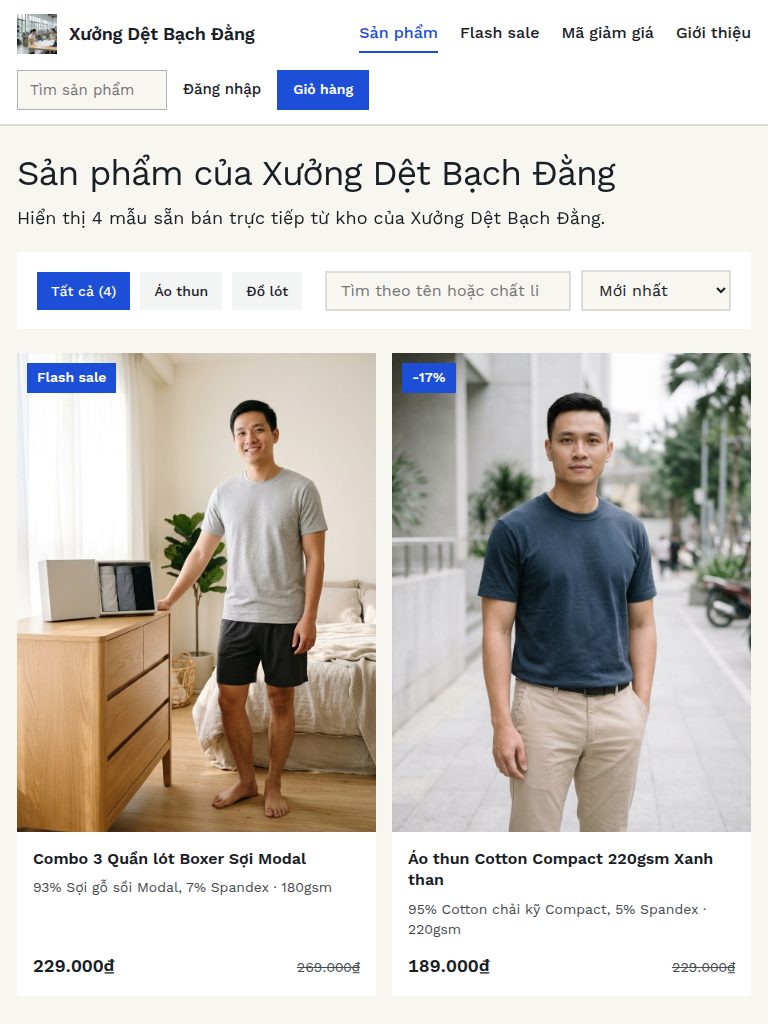 Xưởng Dệt Bạch Đằng
Sản phẩm
Flash sale
Mã giảm giá
Giới thiệu
Tìm sản phẩm
Đăng nhập
Giỏ hàng
Sản phẩm của Xưởng Dệt Bạch Đằng
Hiển thị 4 mẫu sẵn bán trực tiếp từ kho của Xưởng Dệt Bạch Đằng.
Tất cả (4)
Áo thun
Đồ lót
Tìm theo tên hoặc chất li
Mới nhất
Flash sale
-17%
Combo 3 Quần lót Boxer Sợi Modal
93% Sợi gỗ sồi Modal, 7% Spandex · 180gsm
229.000₫
269.000₫
Áo thun Cotton Compact 220gsm Xanh
than
95% Cotton chải kỹ Compact, 5% Spandex ·
220gsm
189.000₫
229.000₫